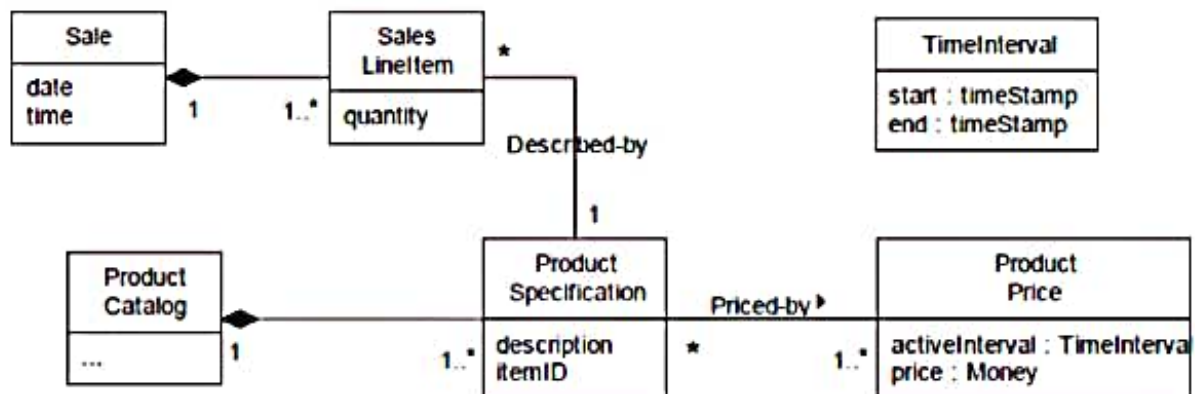 Sale
date
time
1
1..*
Sales
LineItem
quantity
*
Described-by
1
TimeInterval
start : timeStamp
end : timeStamp
Product
Catalog
...
1
1..*
Product
Specification
description
itemID
Priced-by
*
1..*
Product
Price
activeInterval : TimeInterval
price : Money